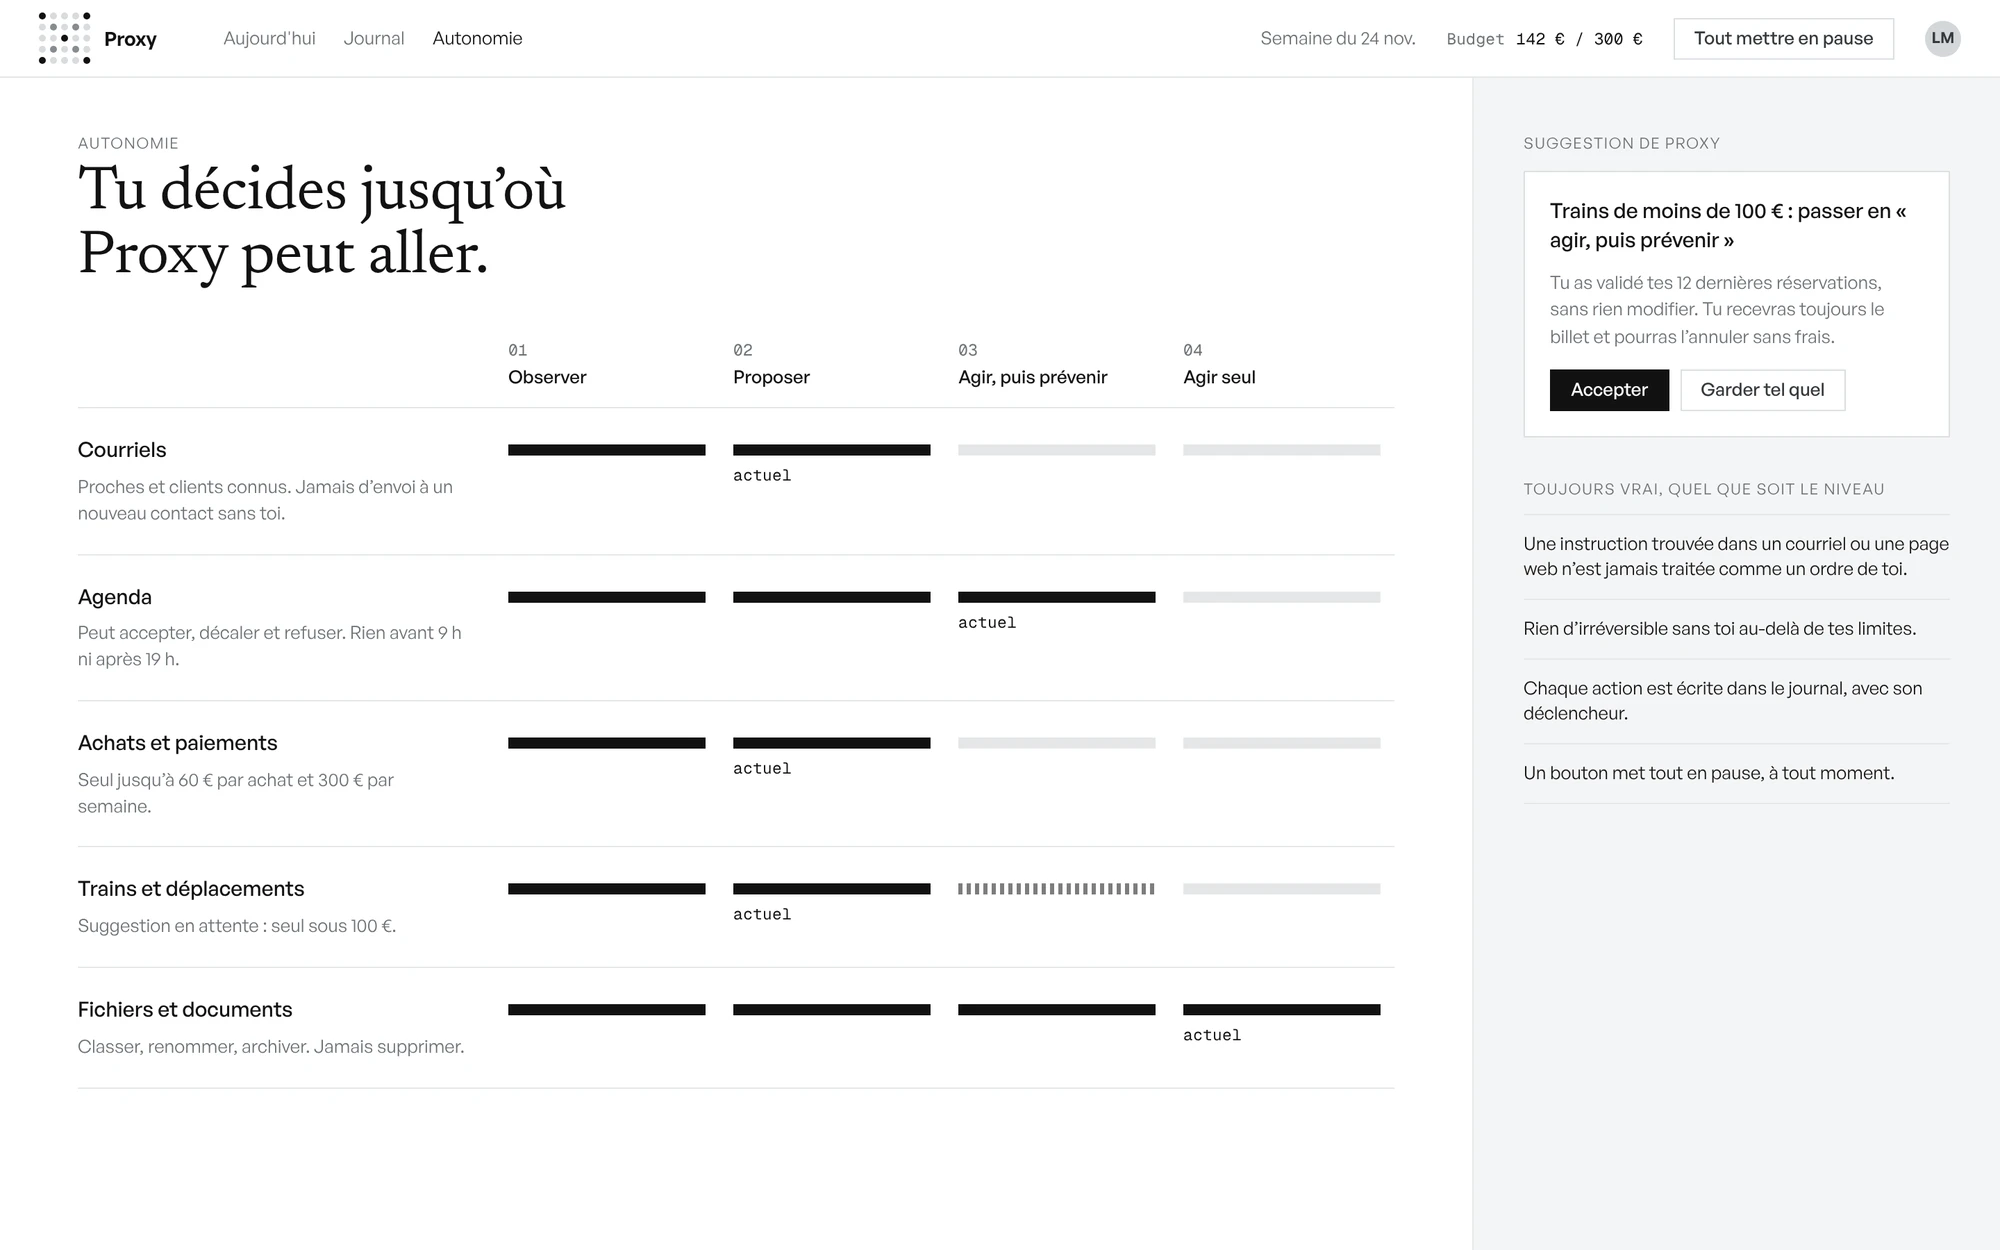 Proxy
Aujourd'hui
Journal
Autonomie
Semaine du 24 nov.
Budget 142 € / 300 €
Tout mettre en pause
LM
AUTONOMIE
Tu décides jusqu’où
Proxy peut aller.
01
Observer
02
Proposer
03
Agir, puis prévenir
04
Agir seul
Courriels
Proches et clients connus. Jamais d’envoi à un
nouveau contact sans toi.
actuel
Agenda
Peut accepter, décaler et refuser. Rien avant 9 h
ni après 19 h.
actuel
Achats et paiements
Seul jusqu’à 60 € par achat et 300 € par
semaine.
actuel
Trains et déplacements
Suggestion en attente : seul sous 100 €.
actuel
Fichiers et documents
Classer, renommer, archiver. Jamais supprimer.
actuel
SUGGESTION DE PROXY
Trains de moins de 100 € : passer en «
agir, puis prévenir »
Tu as validé tes 12 dernières réservations,
sans rien modifier. Tu recevras toujours le
billet et pourras l’annuler sans frais.
Accepter
Garder tel quel
TOUJOURS VRAI, QUEL QUE SOIT LE NIVEAU
Une instruction trouvée dans un courriel ou une page
web n’est jamais traitée comme un ordre de toi.
Rien d’irréversible sans toi au-delà de tes limites.
Chaque action est écrite dans le journal, avec son
déclencheur.
Un bouton met tout en pause, à tout moment.